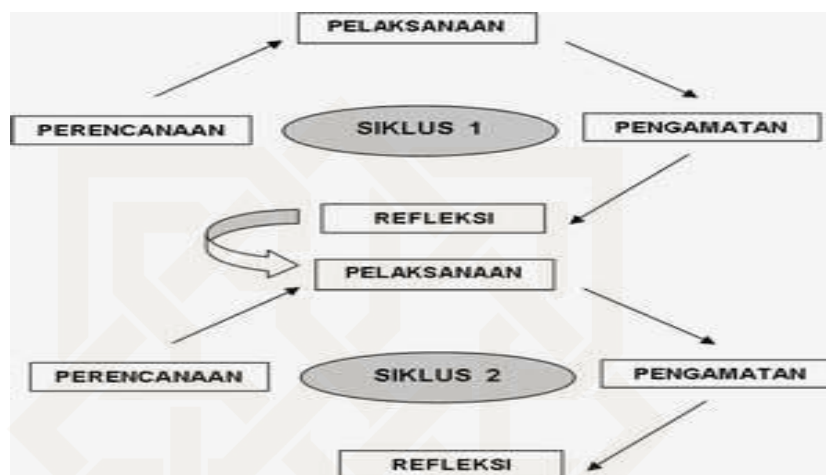 PELAKSANAAN
PERENCANAAN
SIKLUS 1
PENGAMATAN
REFLEKSI
PELAKSANAAN
PERENCANAAN
SIKLUS 2
PENGAMATAN
REFLEKSI